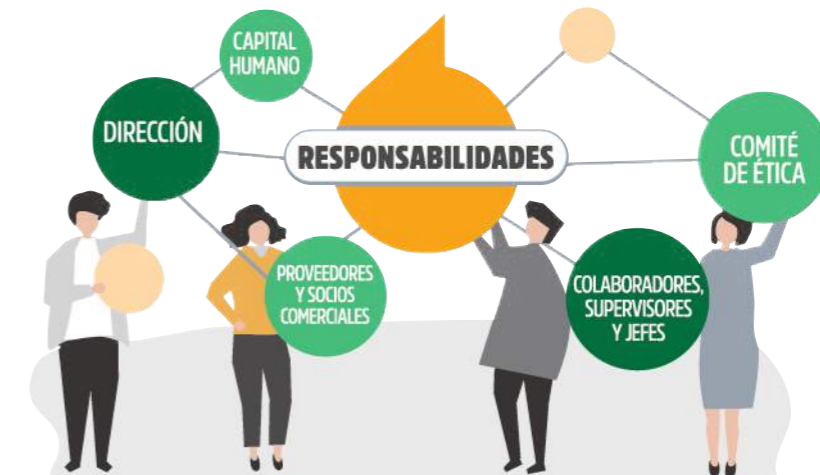 CAPITAL
HUMANO
DIRECCIÓN
RESPONSABILIDADES
COMITÉ
DE ÉTICA
PROVEEDORES
Y SOCIOS
COMERCIALES
COLABORADORES,
SUPERVISORES
Y JEFES